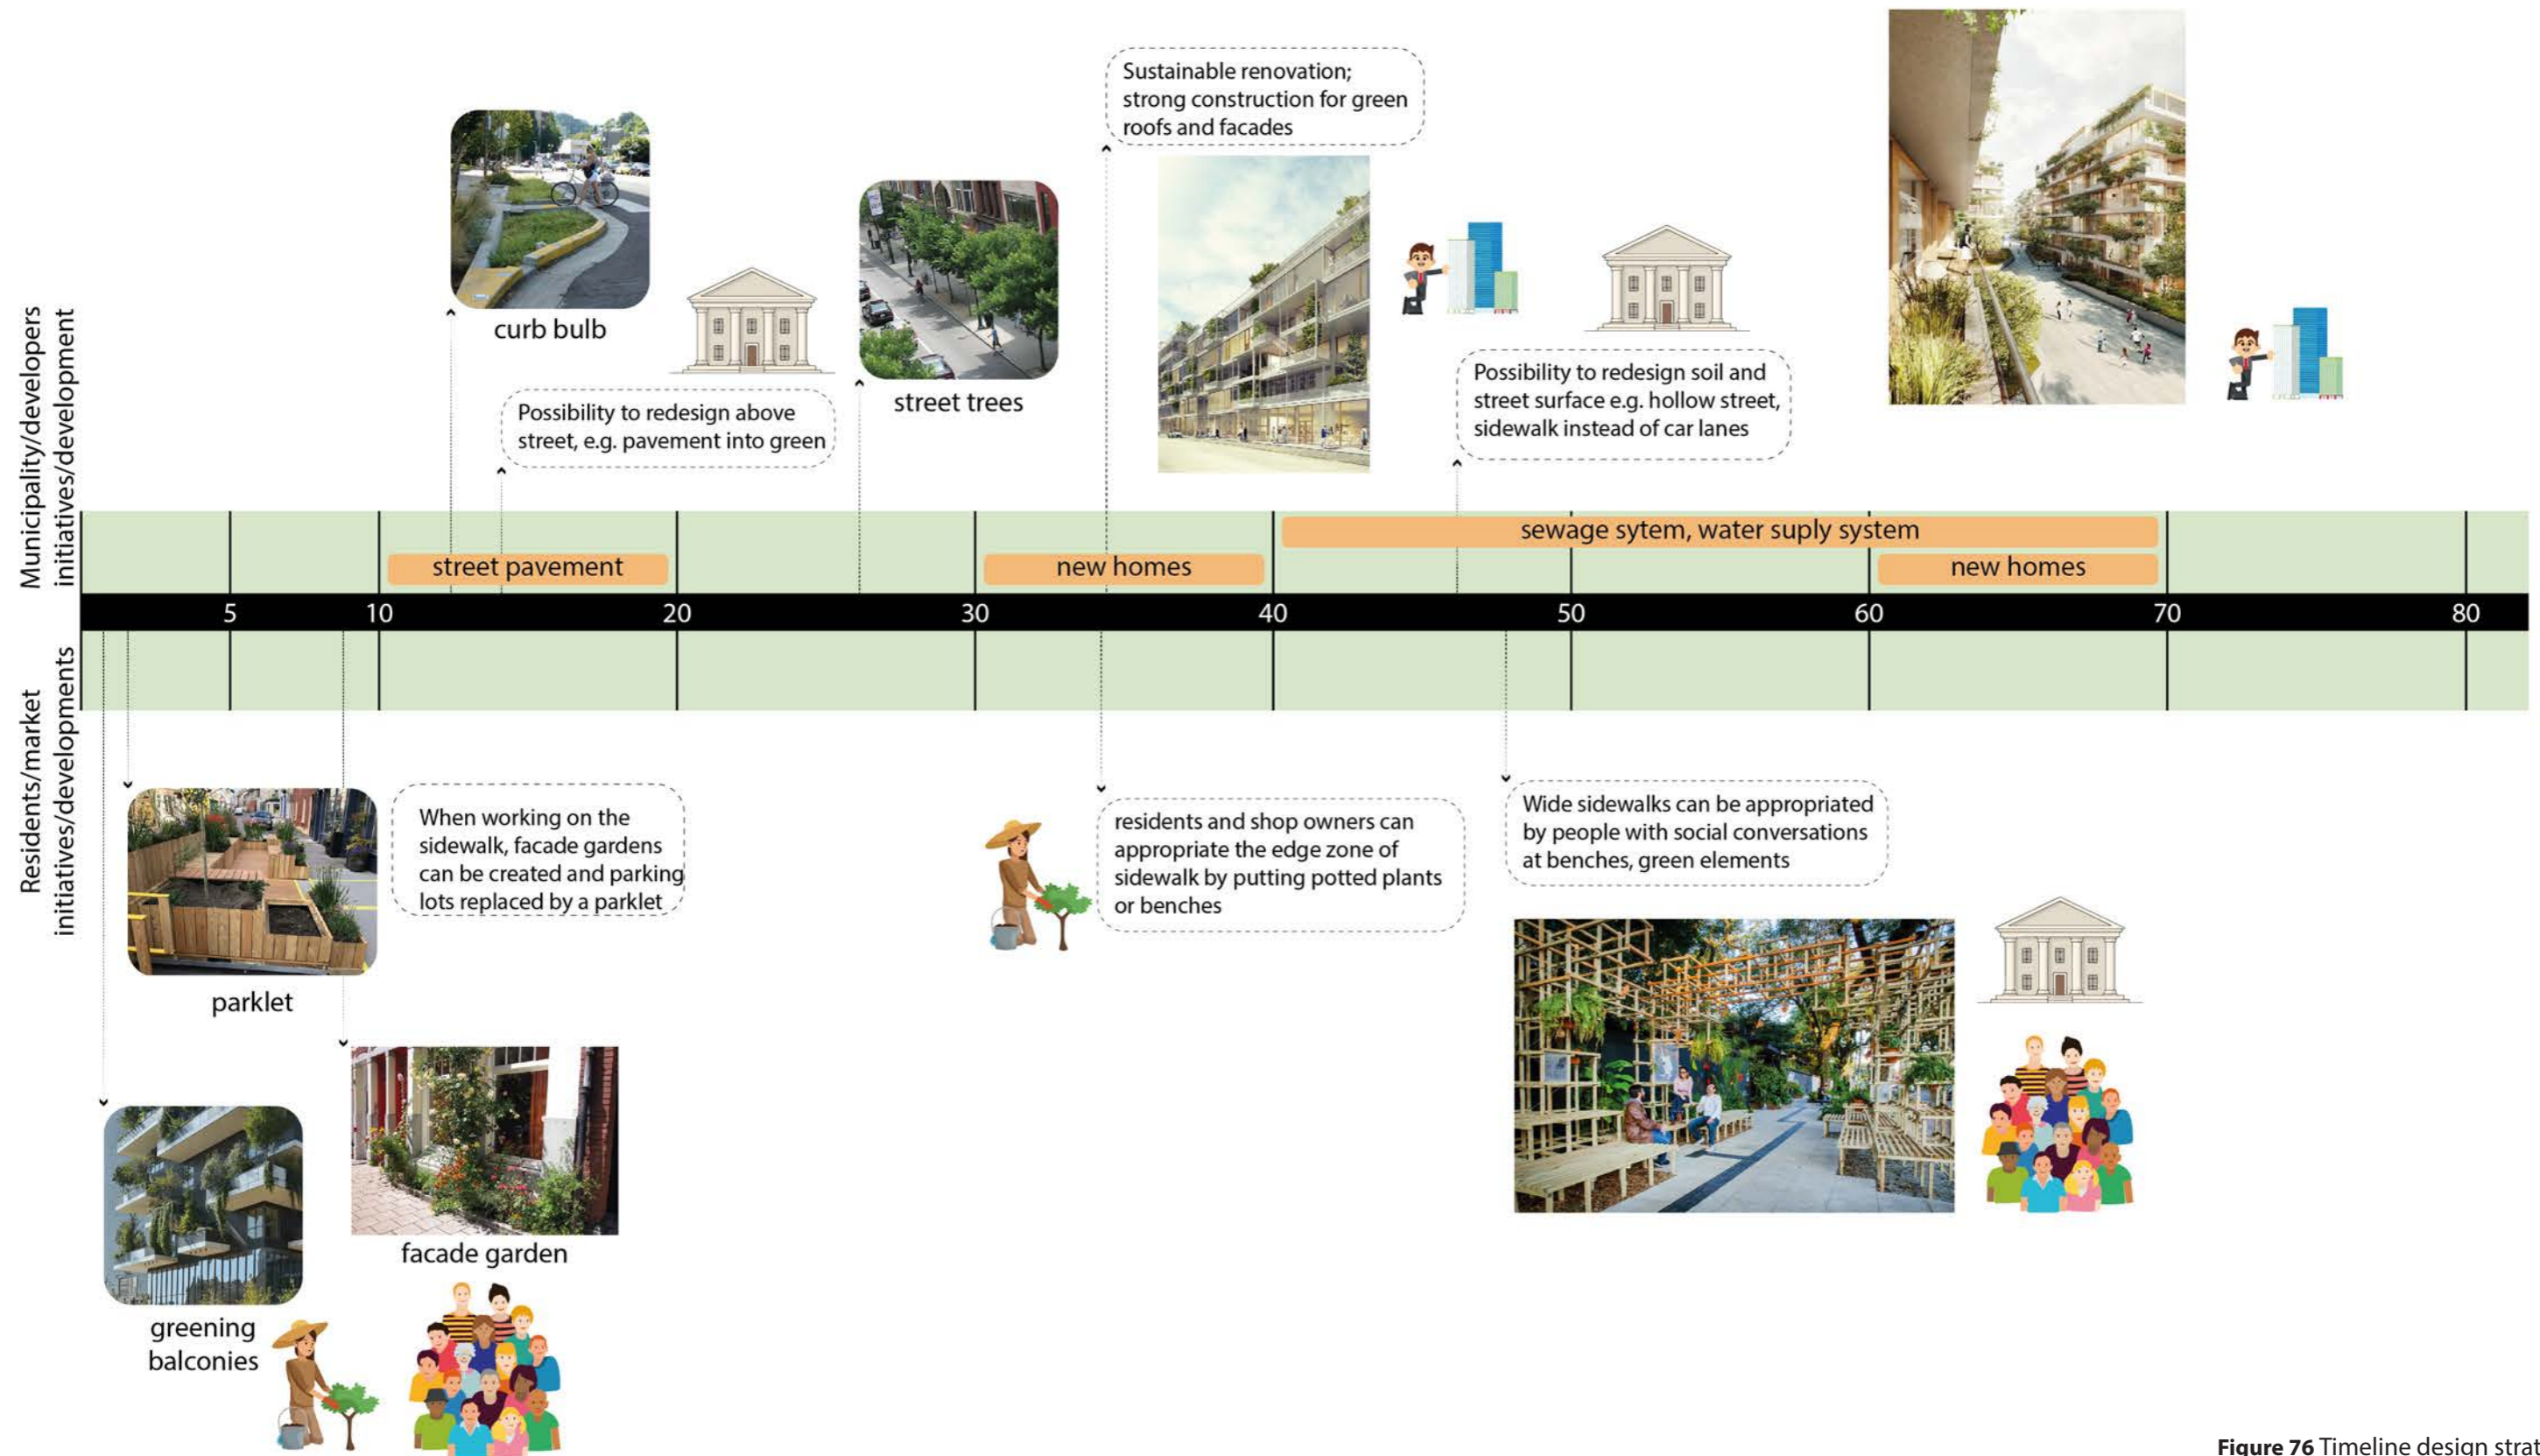 Municipality/developers
initiatives/development
Sustainable renovation;
strong construction for green
roofs and facades
curb bulb
Possibility to redesign above
street, e.g. pavement into green
street trees
Possibility to redesign soil and
street surface e.g. hollow street,
sidewalk instead of car lanes
sewage sytem, water suply system
street pavement
new homes
new homes
5 10 20 30 40 50 60 70 80
Residents/market
initiatives/developments
When working on the
sidewalk, facade gardens
can be created and parking
lots replaced by a parklet
parklet
residents and shop owners can
appropriate the edge zone of
sidewalk by putting potted plants
or benches
Wide sidewalks can be appropriated
by people with social conversations
at benches, green elements
facade garden
greening
balconies
Figure 76 Timeline design strat